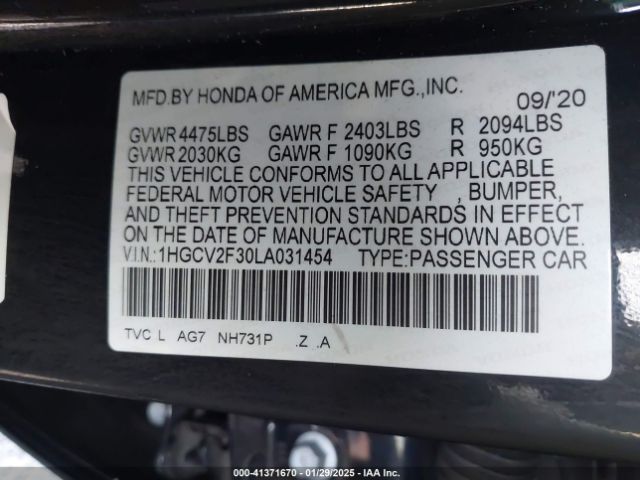 MFD.BY HONDA OF AMERICA MFG.,INC.
09/'20
GVWR 4475LBS GAWR F 2403LBS R 2094LBS
GVWR 2030KG GAWR F 1090KG R 950KG
THIS VEHICLE CONFORMS TO ALL APPLICABLE
FEDERAL MOTOR VEHICLE SAFETY , BUMPER,
AND THEFT PREVENTION STANDARDS IN EFFECT
ON THE DATE OF MANUFACTURE SHOWN ABOVE.
V.I.N.:1HGCV2F30LA031454 TYPE:PASSENGER CAR
TVC L AG7 NH731P .Z .A
000-41371670 | 01/29/2025 | IAA Inc.